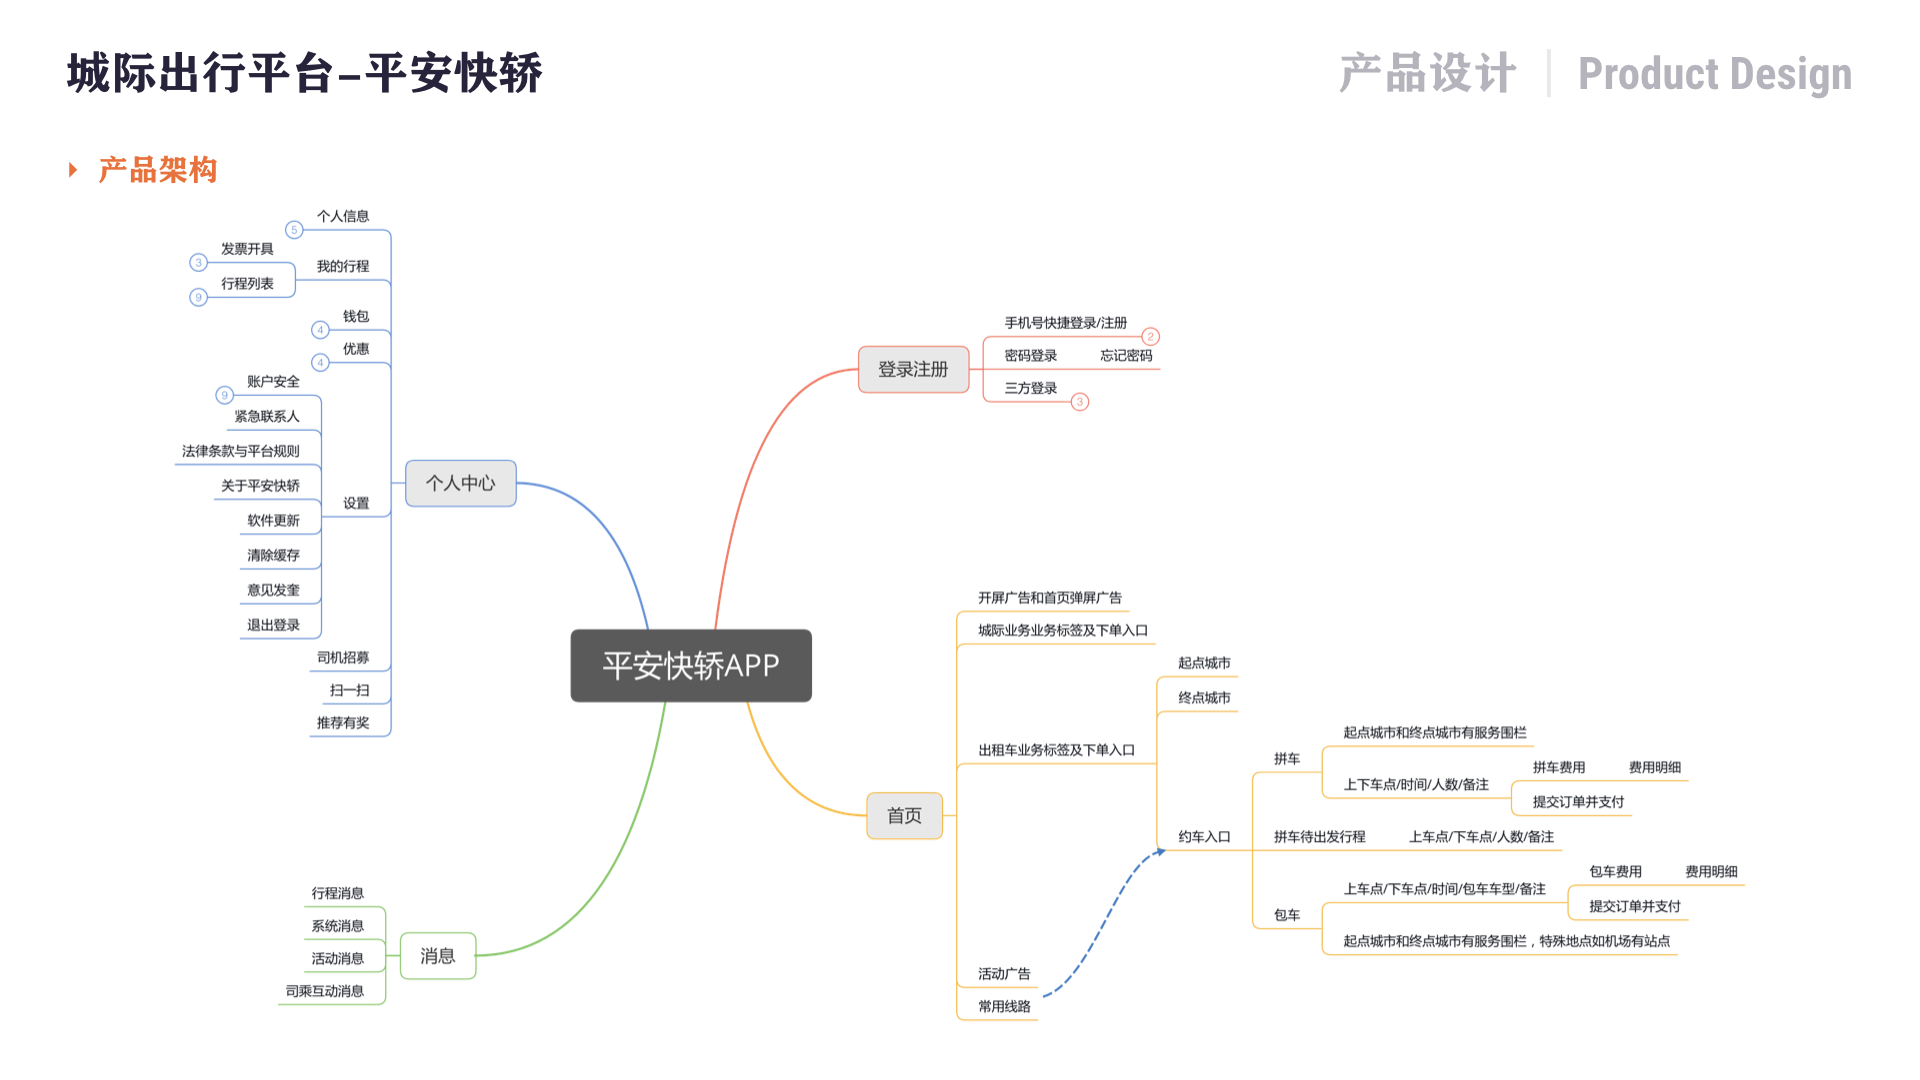 城际出行平台–平安快轿
产品设计
Product Design
产品架构
个人信息
5
发票开具
3
我的行程
行程列表
9
钱包
4
优惠
4
账户安全
9
紧急联系人
法律条款与平台规则
关于平安快轿
设置
软件更新
清除缓存
意见发奎
退出登录
司机招募
扫一扫
推荐有奖
个人中心
平安快轿APP
登录注册
手机号快捷登录/注册
2
密码登录
忘记密码
三方登录
3
首页
开屏广告和首页弹屏广告
城际业务业务标签及下单入口
出租车业务标签及下单入口
起点城市
终点城市
约车入口
拼车
起点城市和终点城市有服务围栏
上下车点/时间/人数/备注
拼车费用
费用明细
提交订单并支付
拼车待出发行程
上车点/下车点/人数/备注
包车
上车点/下车点/时间/包车车型/备注
包车费用
费用明细
提交订单并支付
起点城市和终点城市有服务围栏，特殊地点如机场有站点
活动广告
常用线路
消息
行程消息
系统消息
活动消息
司乘互动消息